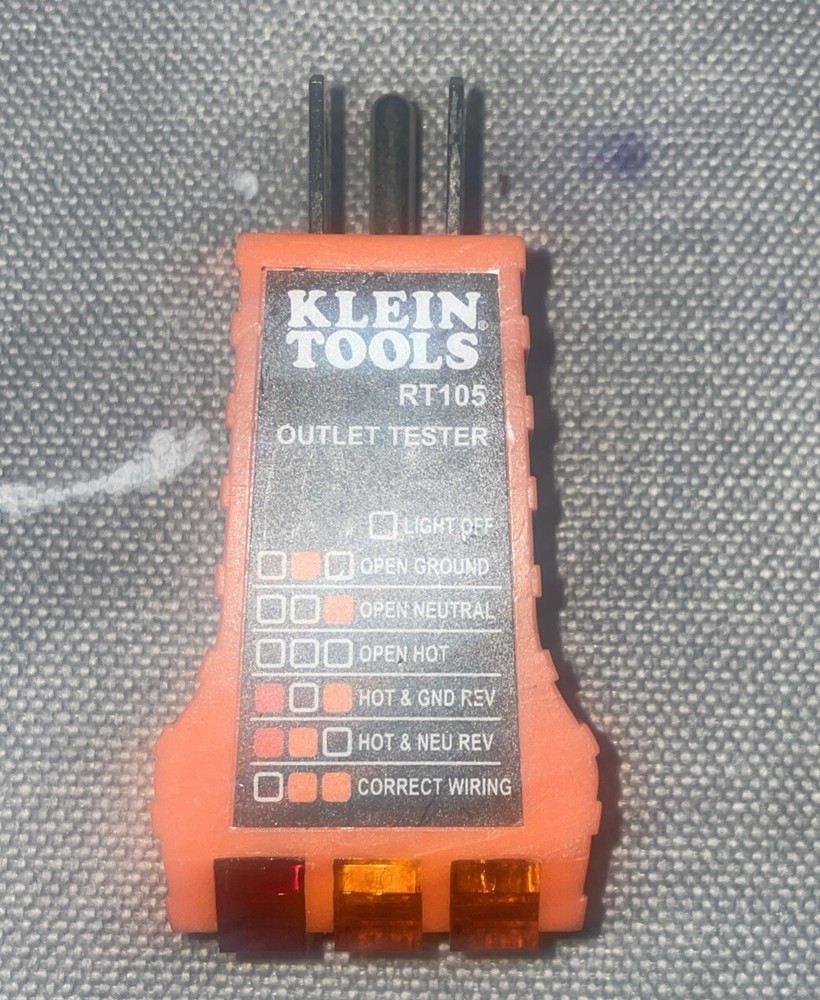 KLEIN®
TOOLS
RT105
OUTLET TESTER
LIGHT OFF
OPEN GROUND
OPEN NEUTRAL
OPEN HOT
HOT & GND REV
HOT & NEU REV
CORRECT WIRING